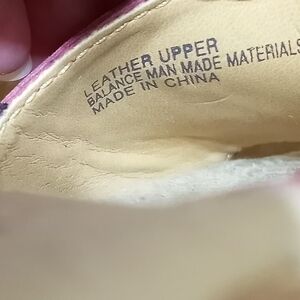 LEATHER UPPER
BALANCE MAN MADE MATERIALS
MADE IN CHINA